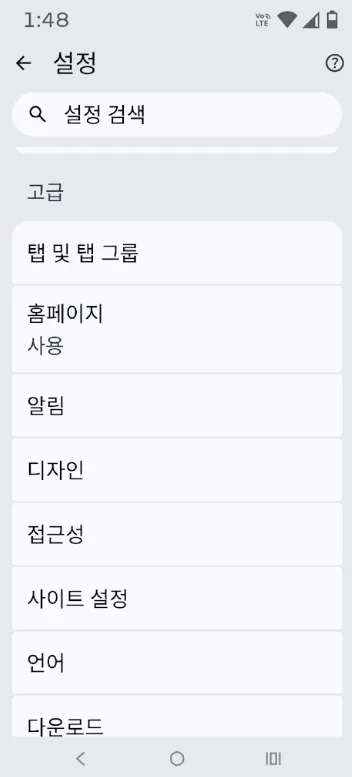 1:48
Vo))
LTE
설정
설정 검색
고급
탭 및 탭 그룹
홈페이지
사용
알림
디자인
접근성
사이트 설정
언어
다운로드